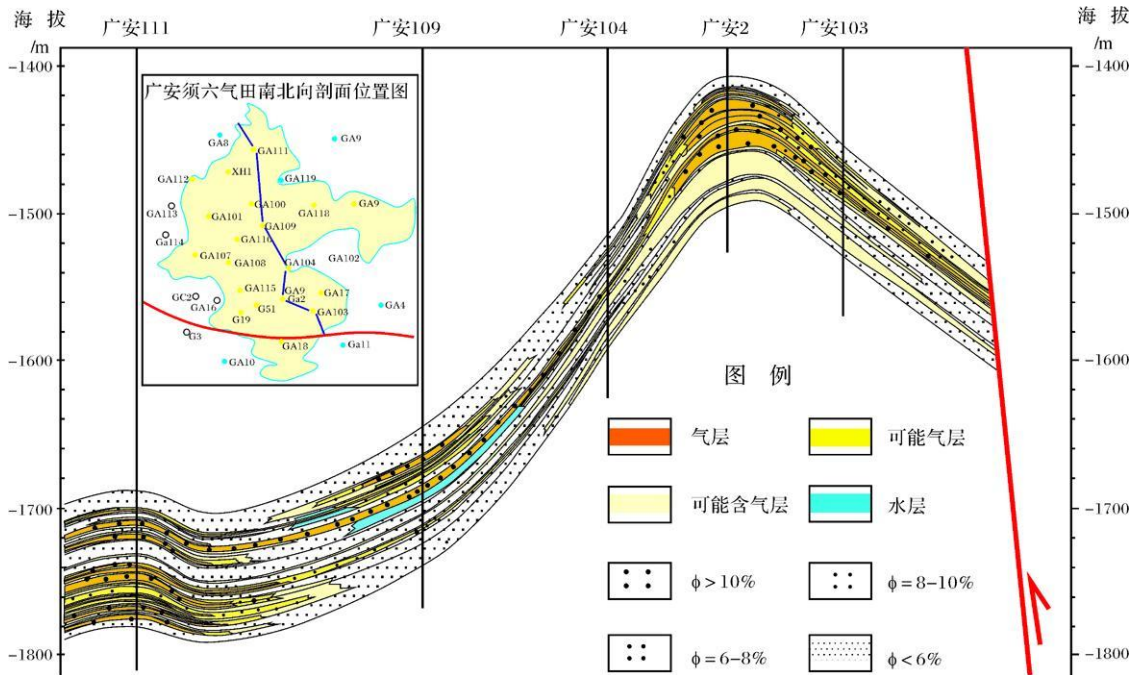 海 拔
/m
广安111
广安109
广安104
广安2
广安103
海 拔
/m
-1400
-1500
-1600
-1700
-1800
-1400
-1500
-1600
-1700
-1800
广安须六气田南北向剖面位置图
GA8
GA9
GA111
XH1
GA119
GA112
GA113
GA100
GA118
GA9
GA101
GA109
Ga114
GA116
GA107
GA108
GA104
GA102
GC2
GA16
GA115
GA9
Ga2
GA17
G51
GA4
G19
GA103
G3
GA18
Ga11
GA10
图 例
气层
可能气层
可能含气层
水层
ϕ>10%
ϕ=8-10%
ϕ=6-8%
ϕ<6%